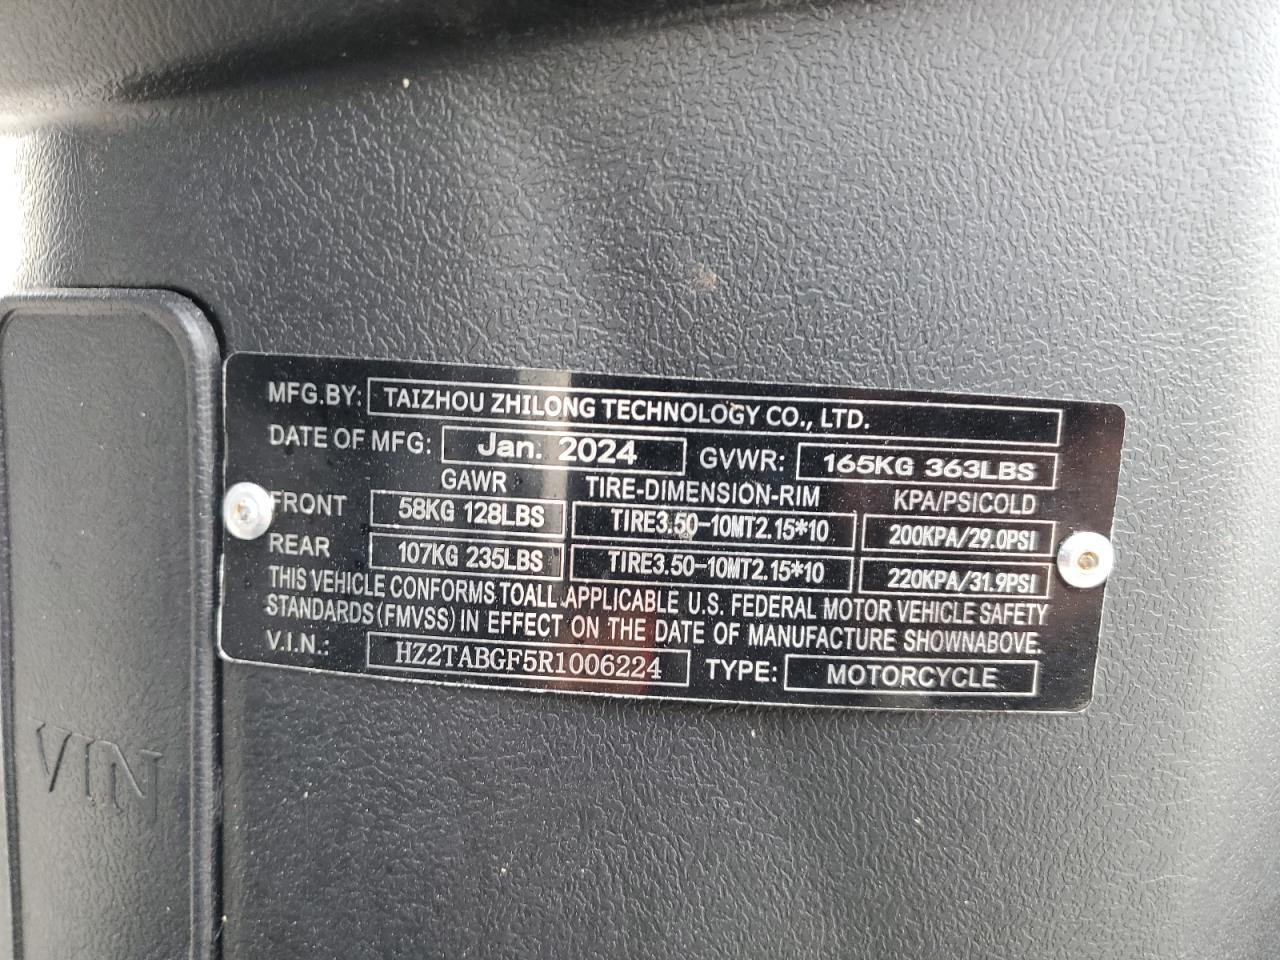 MFG.BY: TAIZHOU ZHILONG TECHNOLOGY CO., LTD.
DATE OF MFG: Jan. 2024 GVWR: 165KG 363LBS
GAWR TIRE-DIMENSION-RIM KPA/PSICOLD
FRONT 58KG 128LBS TIRE3.50-10MT2.15*10 200KPA/29.0PSI
REAR 107KG 235LBS TIRE3.50-10MT2.15*10 220KPA/31.9PSI
THIS VEHICLE CONFORMS TOALL APPLICABLE U.S. FEDERAL MOTOR VEHICLE SAFETY
STANDARDS(FMVSS)IN EFFECT ON THE DATE OF MANUFACTURE SHOWNABOVE.
V.I.N.: HZ2TABGF5R1006224 TYPE: MOTORCYCLE
VIN